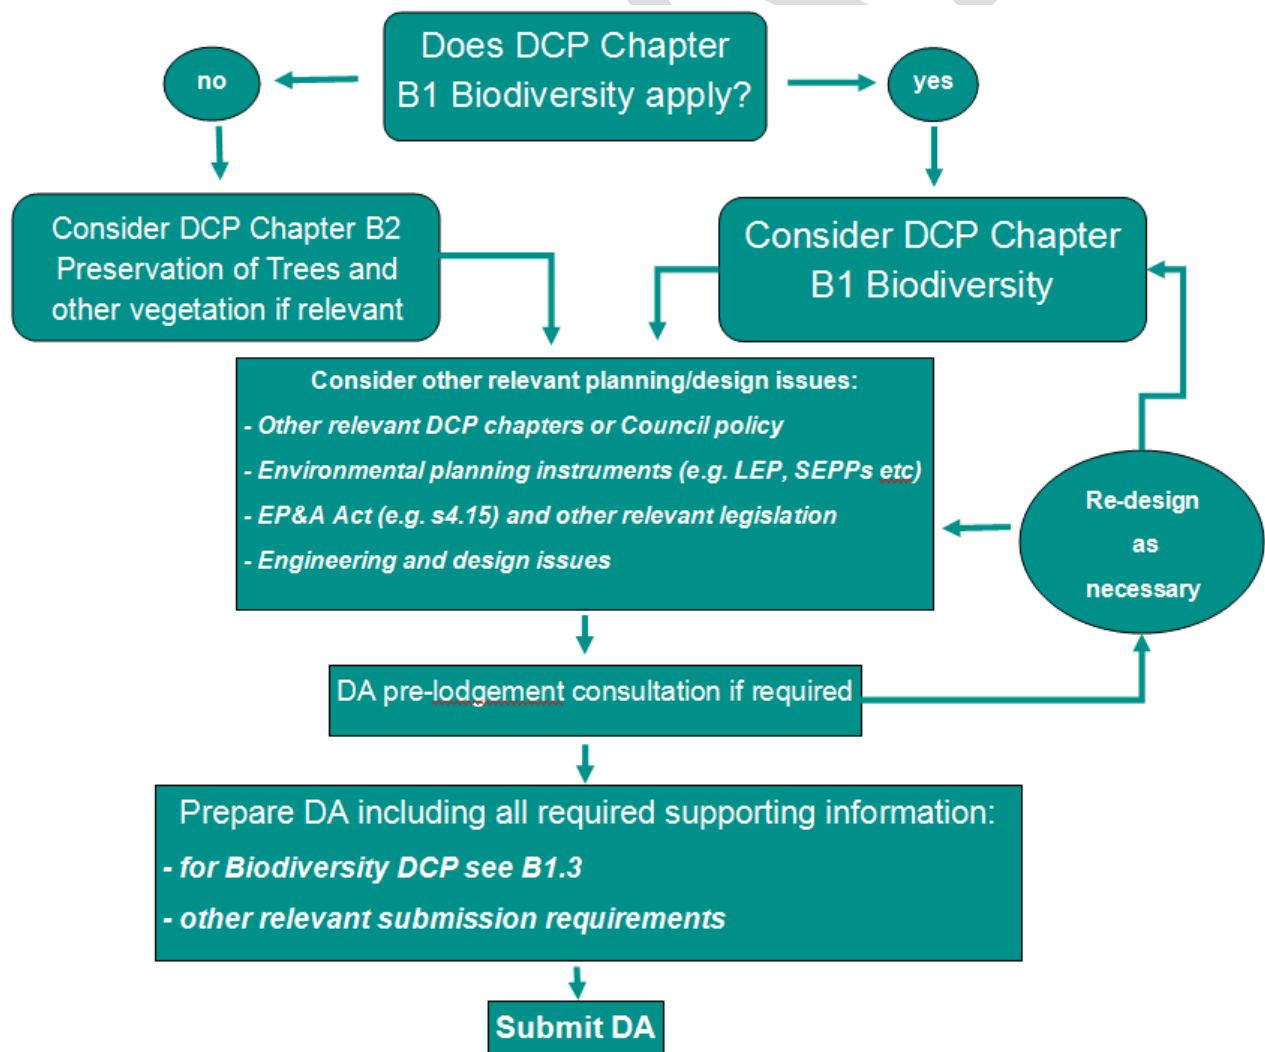 Does DCP Chapter
B1 Biodiversity apply?
no
yes
Consider DCP Chapter B2
Preservation of Trees and
other vegetation if relevant
Consider DCP Chapter
B1 Biodiversity
Consider other relevant planning/design issues:
- Other relevant DCP chapters or Council policy
- Environmental planning instruments (e.g. LEP, SEPPs etc)
- EP&A Act (e.g. s4.15) and other relevant legislation
- Engineering and design issues
Re-design
as
necessary
DA pre-lodgement consultation if required
Prepare DA including all required supporting information:
- for Biodiversity DCP see B1.3
- other relevant submission requirements
Submit DA